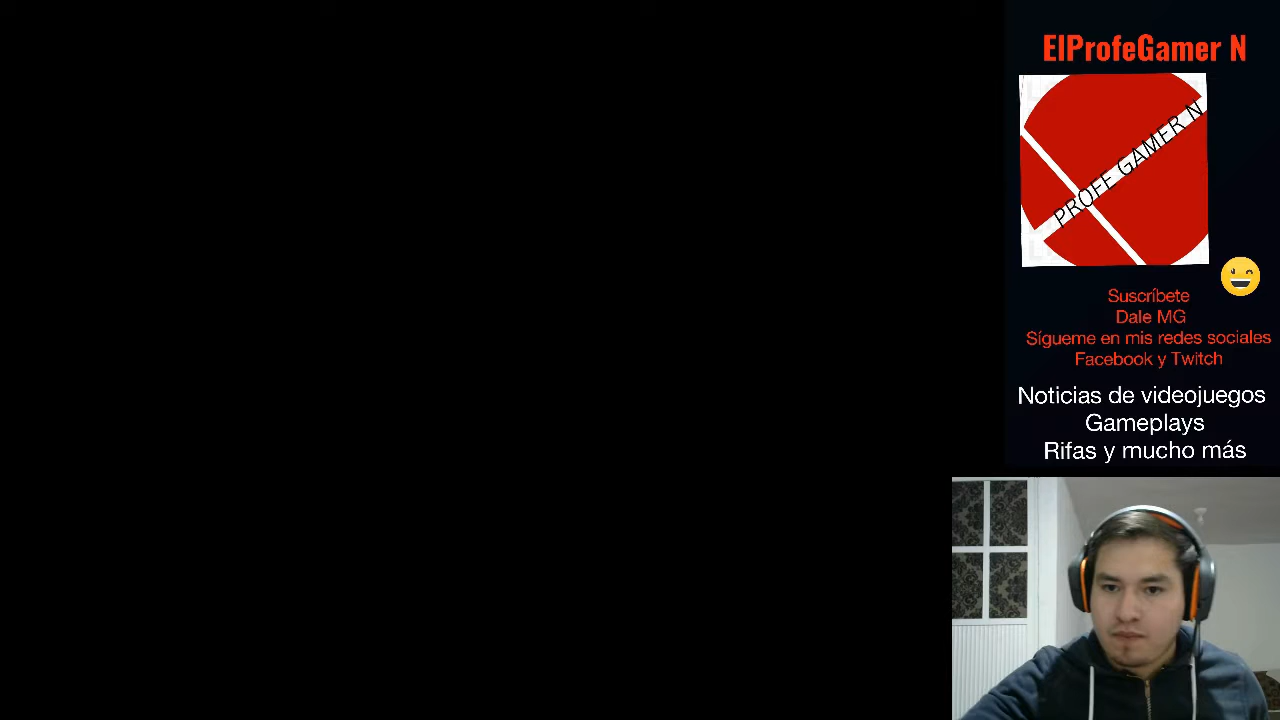 ElProfeGamer N
PROFE GAMER N
Suscríbete
Dale MG
Sígueme en mis redes sociales
Facebook y Twitch
Noticias de videojuegos
Gameplays
Rifas y mucho más